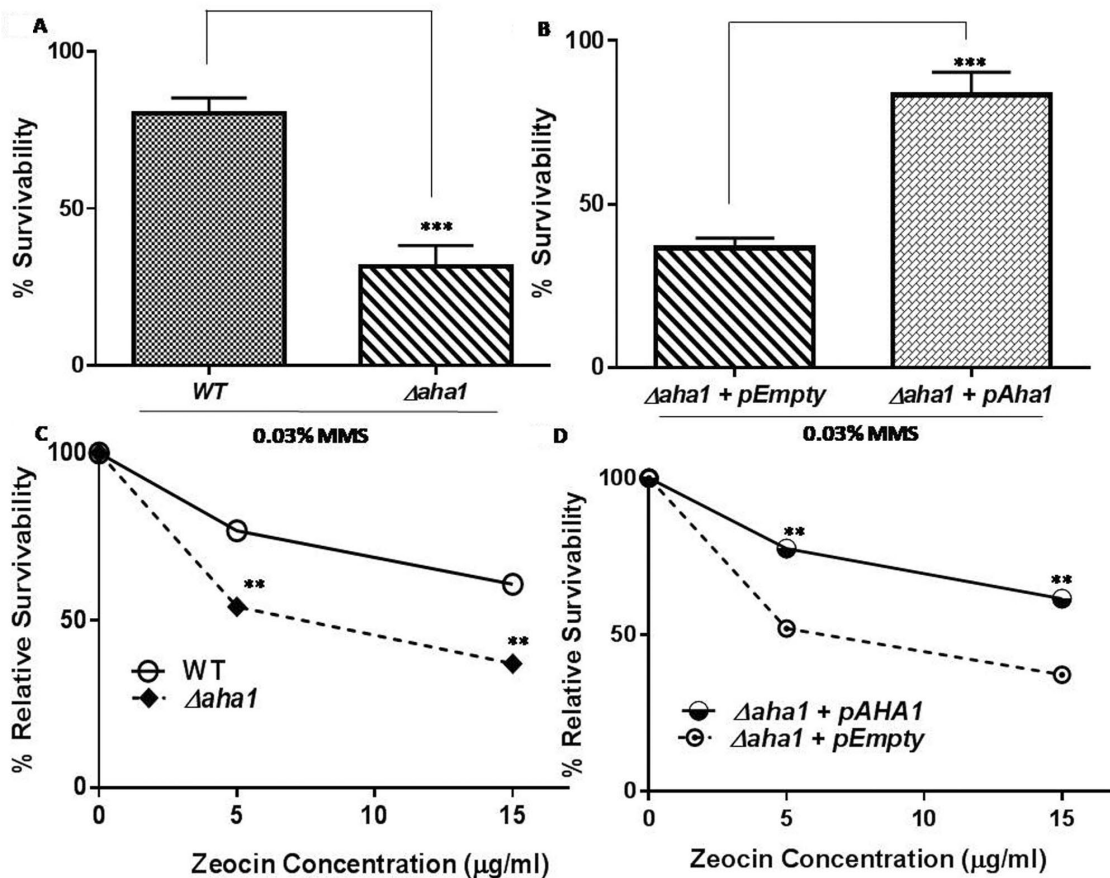 A
% Survivability
100
50
0
***
WT
Δaha1
0.03% MMS
B
% Survivability
100
50
0
***
Δaha1 + pEmpty
Δaha1 + pAha1
0.03% MMS
C
% Relative Survivability
100
50
0
**
**
WT
Δaha1
0
5
10
15
Zeocin Concentration (μg/ml)
D
% Relative Survivability
100
50
0
**
**
Δaha1 + pAHA1
Δaha1 + pEmpty
0
5
10
15
Zeocin Concentration (μg/ml)